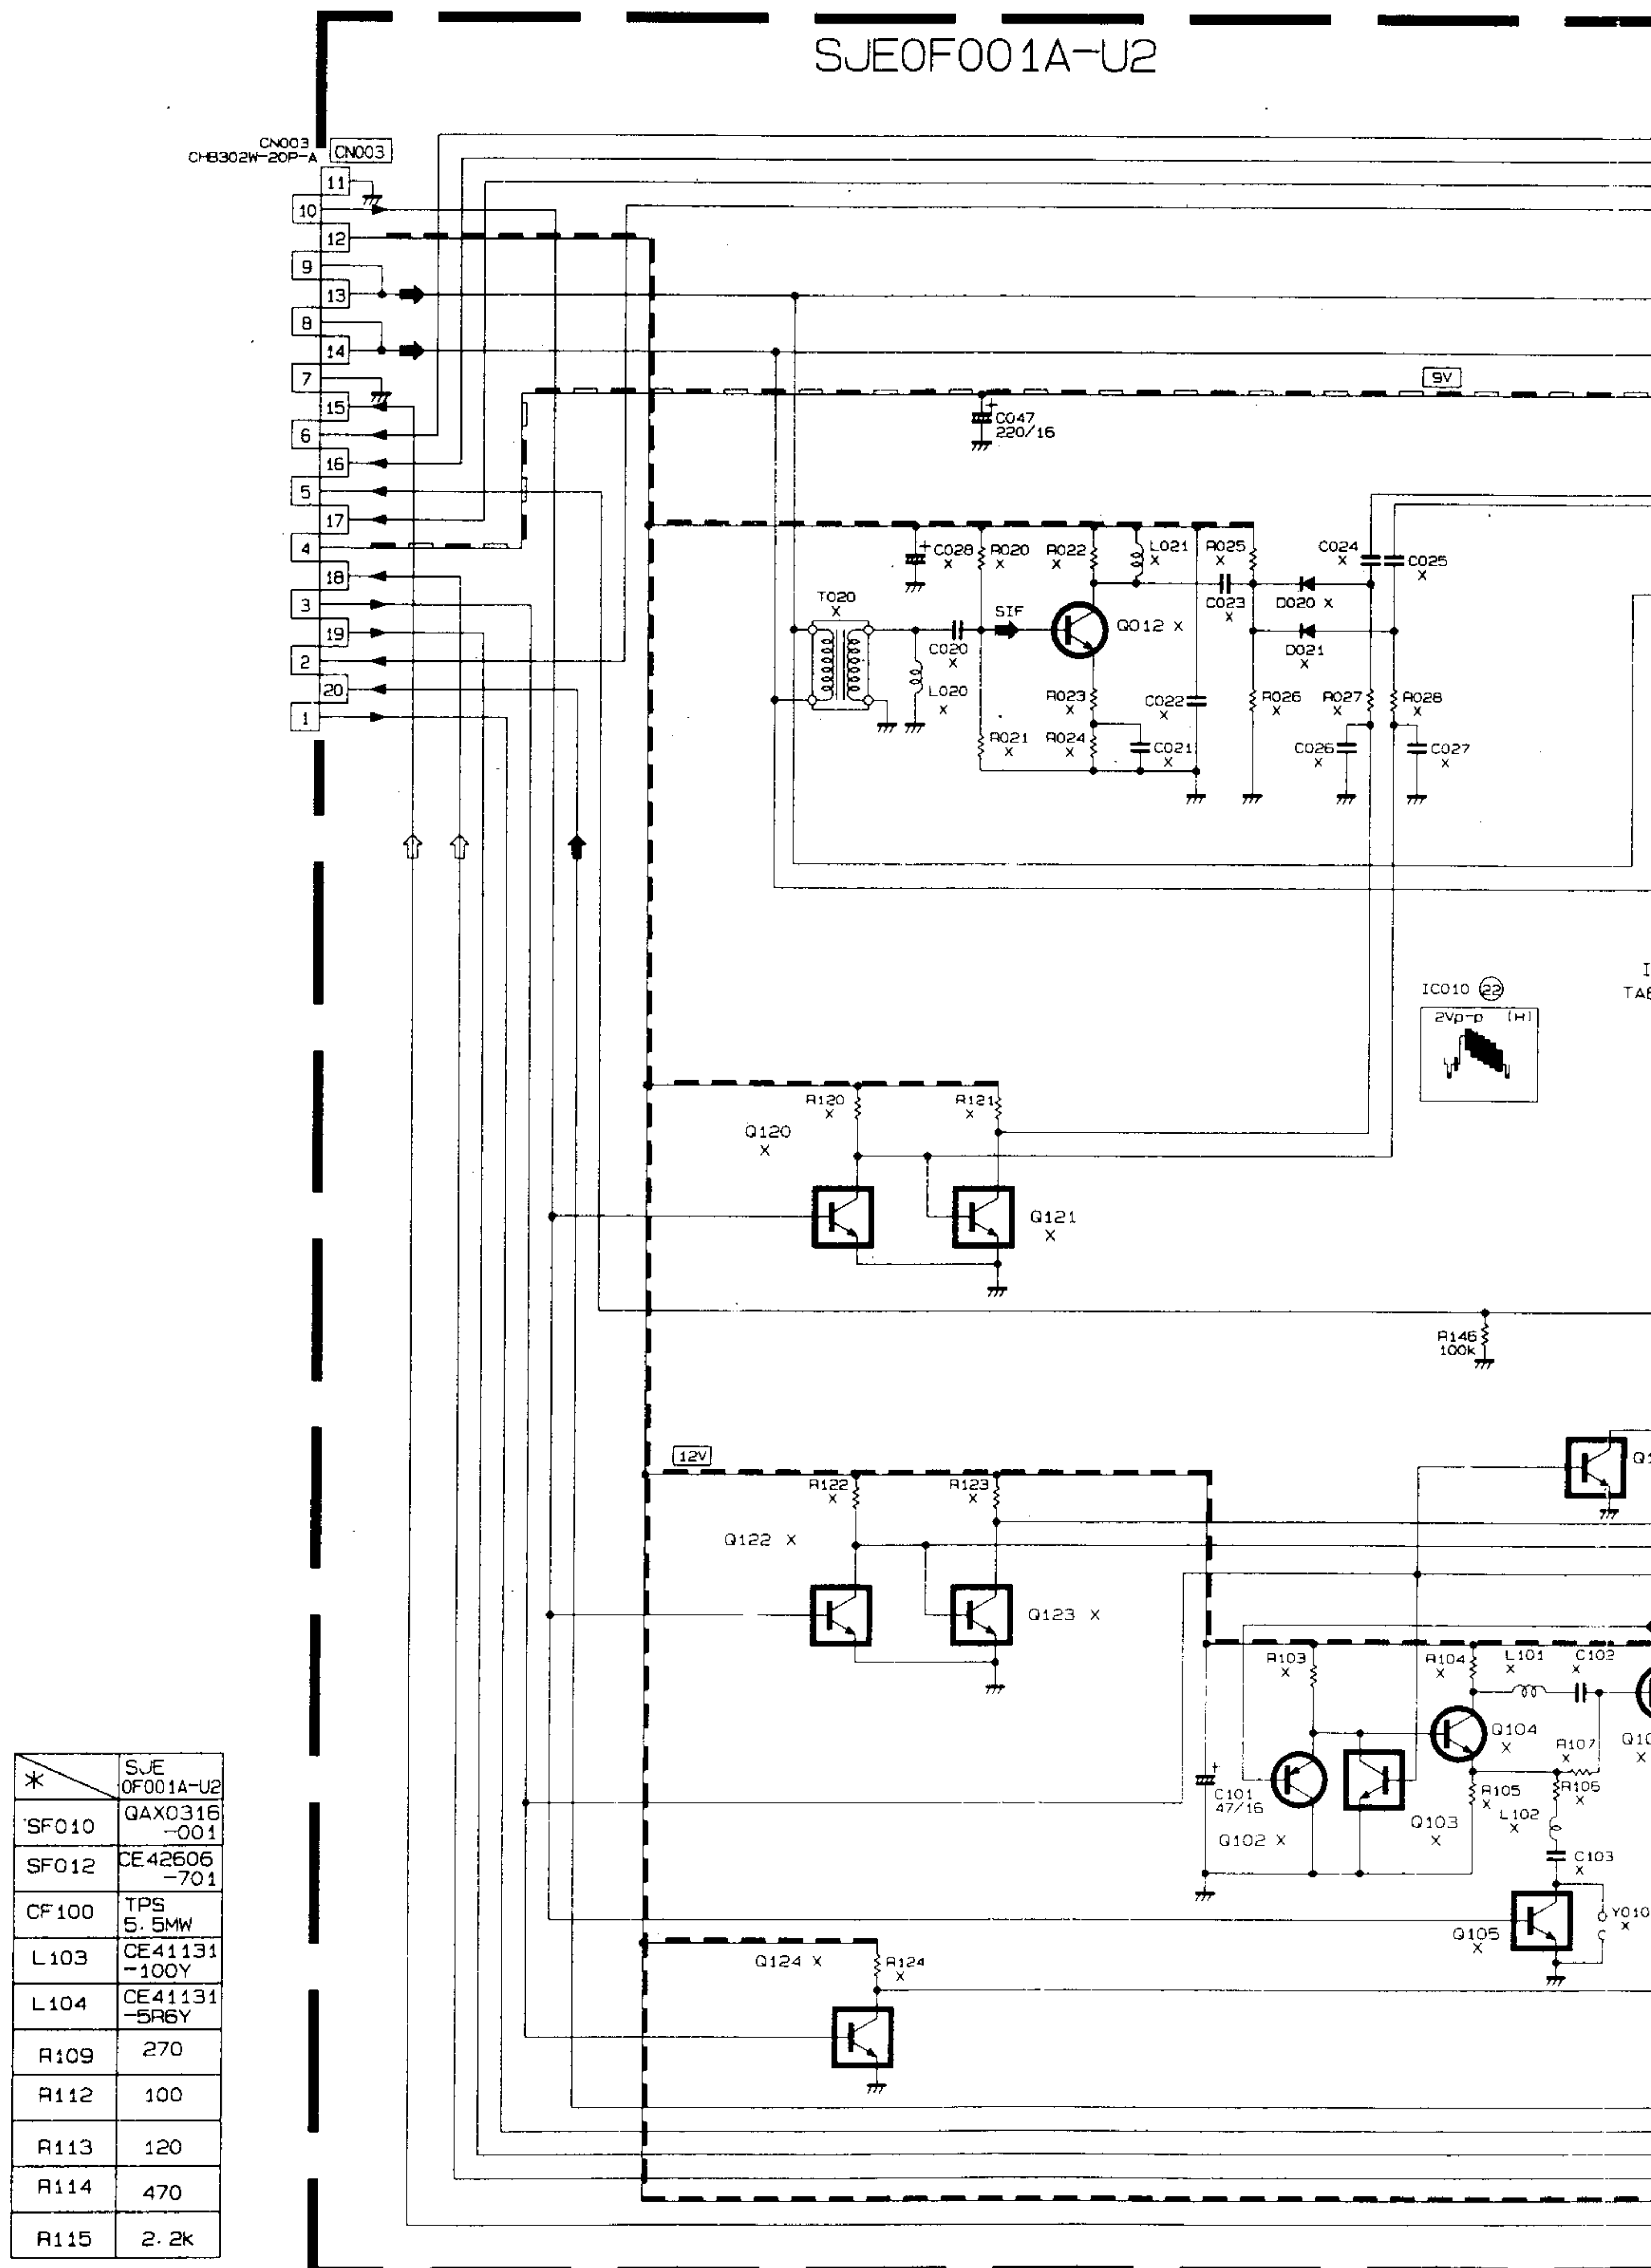 SJE0F001A-U2
CN003
CHB302W-20P-A
CN003
11
10
12
9
13
8
14
7
15
6
16
5
17
4
18
3
19
2
20
1
9V
C047
220/16
C028
X
R020
X
R022
X
L021
X
R025
X
C024
X
C025
X
T020
X
SIF
C020
X
L020
X
Q012 X
C023
X
D020 X
D021
X
R023
X
C022
X
R026
X
R027
X
R028
X
R021
X
R024
X
C021
X
C026
X
C027
X
IC010 22
2Vp-p (H)
I
TA8
R120
X
R121
X
Q120
X
Q121
X
R146
100k
12V
R122
X
R123
X
Q122 X
Q123 X
Q1
R103
X
R104
X
L101
X
C102
X
Q104
X
R107
X
Q10
X
C101
47/16
R105
X
R106
X
L102
X
Q102 X
Q103
X
C103
X
Q105
X
Y010
X
Q124 X
R124
X
* SJE
0F001A-U2
SF010 QAX0316
-001
SF012 CE42606
-701
CF100 TPS
5.5MW
L103 CE41131
-100Y
L104 CE41131
-5R6Y
R109 270
R112 100
R113 120
R114 470
R115 2.2K